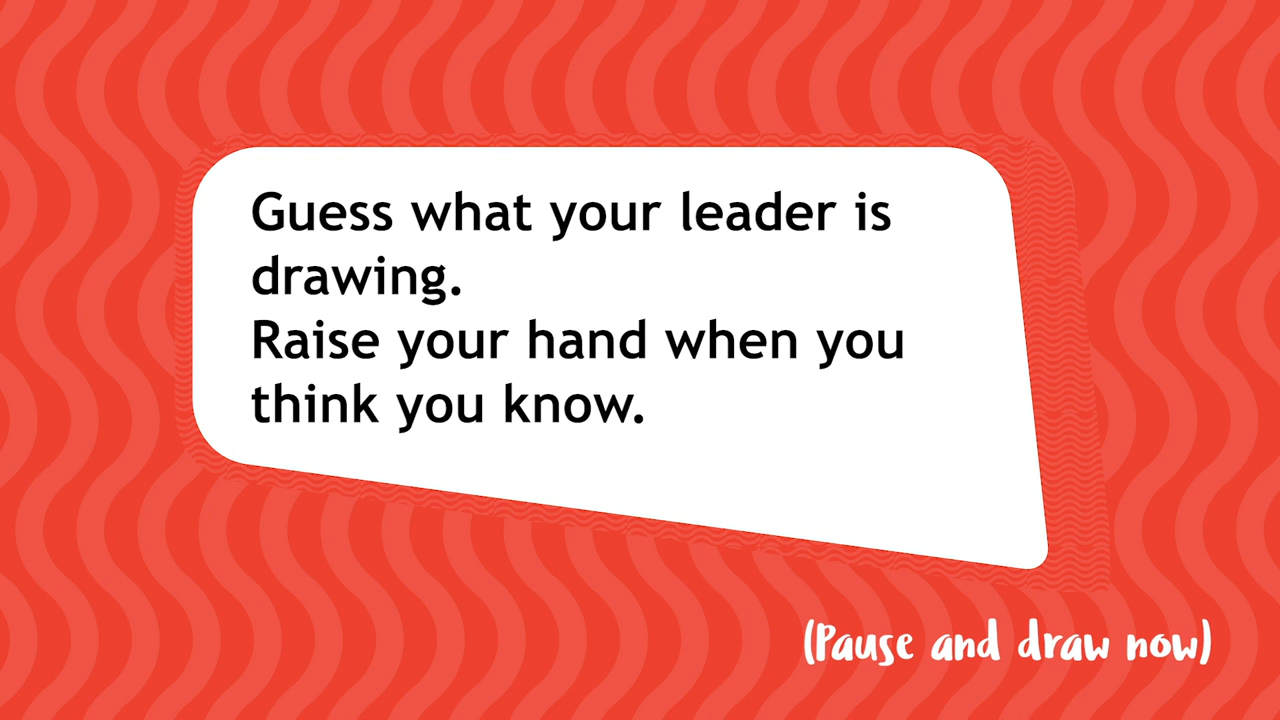 Guess what your leader is
drawing.
Raise your hand when you
think you know.
(Pause and draw now)